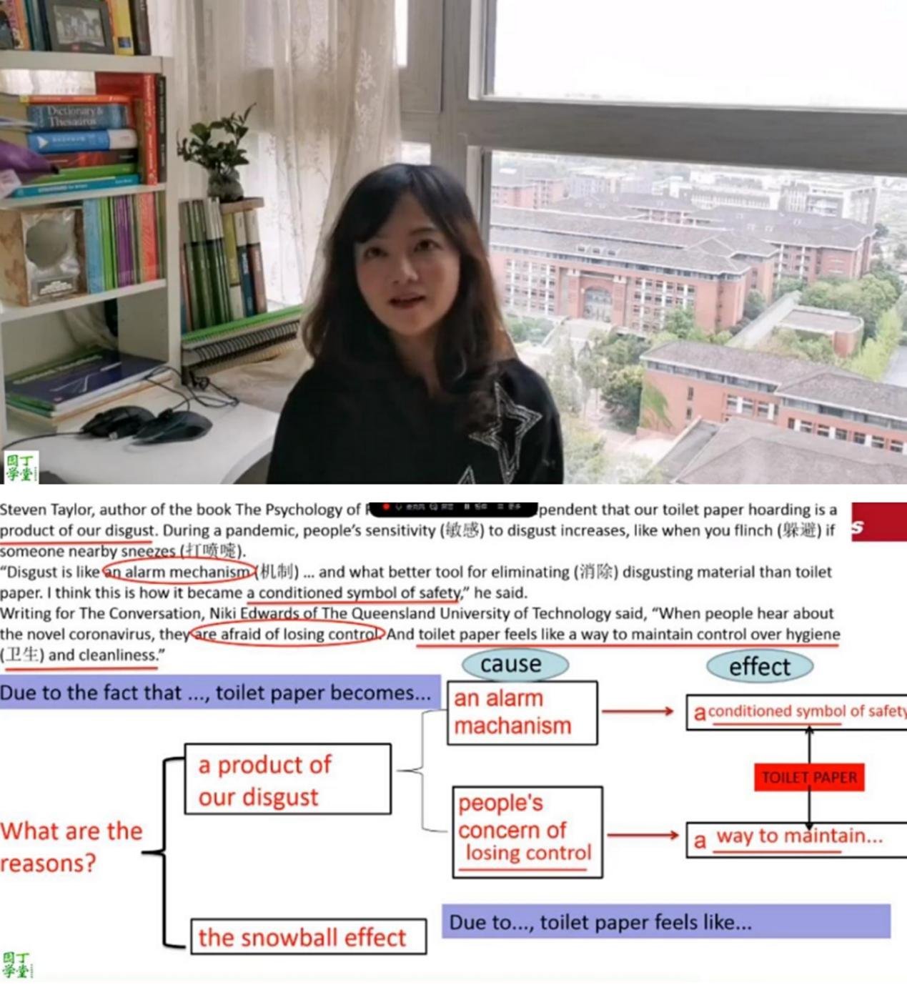 Dictionary &
Thesaurus
园丁
学堂
Steven Taylor, author of the book The Psychology of
pendent that our toilet paper hoarding is a
product of our disgust. During a pandemic, people's sensitivity (敏感) to disgust increases, like when you flinch (躲避) if
someone nearby sneezes (打喷嚏).
"Disgust is like an alarm mechanism (机制) ... and what better tool for eliminating (消除) disgusting material than toilet
paper. I think this is how it became a conditioned symbol of safety," he said.
Writing for The Conversation, Niki Edwards of The Queensland University of Technology said, "When people hear about
the novel coronavirus, they are afraid of losing control. And toilet paper feels like a way to maintain control over hygiene
(卫生) and cleanliness."
cause
effect
Due to the fact that ..., toilet paper becomes...
an alarm
machanism
a conditioned symbol of safety
a product of
our disgust
TOILET PAPER
people's
concern of
losing control
a way to maintain...
What are the
reasons?
Due to..., toilet paper feels like...
the snowball effect
园丁
学堂